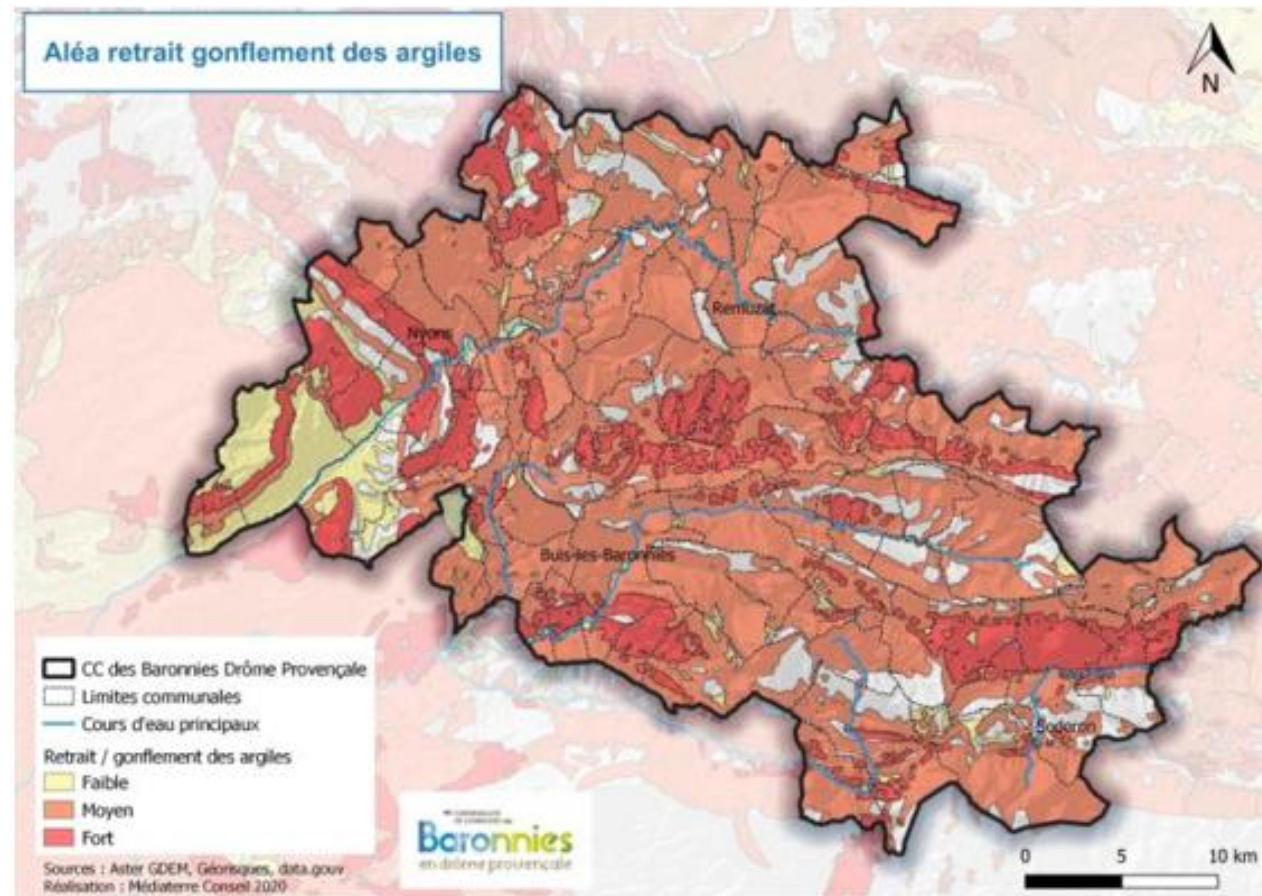 Aléa retrait gonflement des argiles
N
Nyons
Rémuzat
Buis-les-Baronnies
CC des Baronnies Drôme Provençale
Limites communales
Cours d'eau principaux
Retrait / gonflement des argiles
Faible
Moyen
Fort
Sources : Aster GDEM, Géorisques, data.gouv
Réalisation : Médiaterre Conseil 2020
Baronnies
en drôme provençale
0 5 10 km